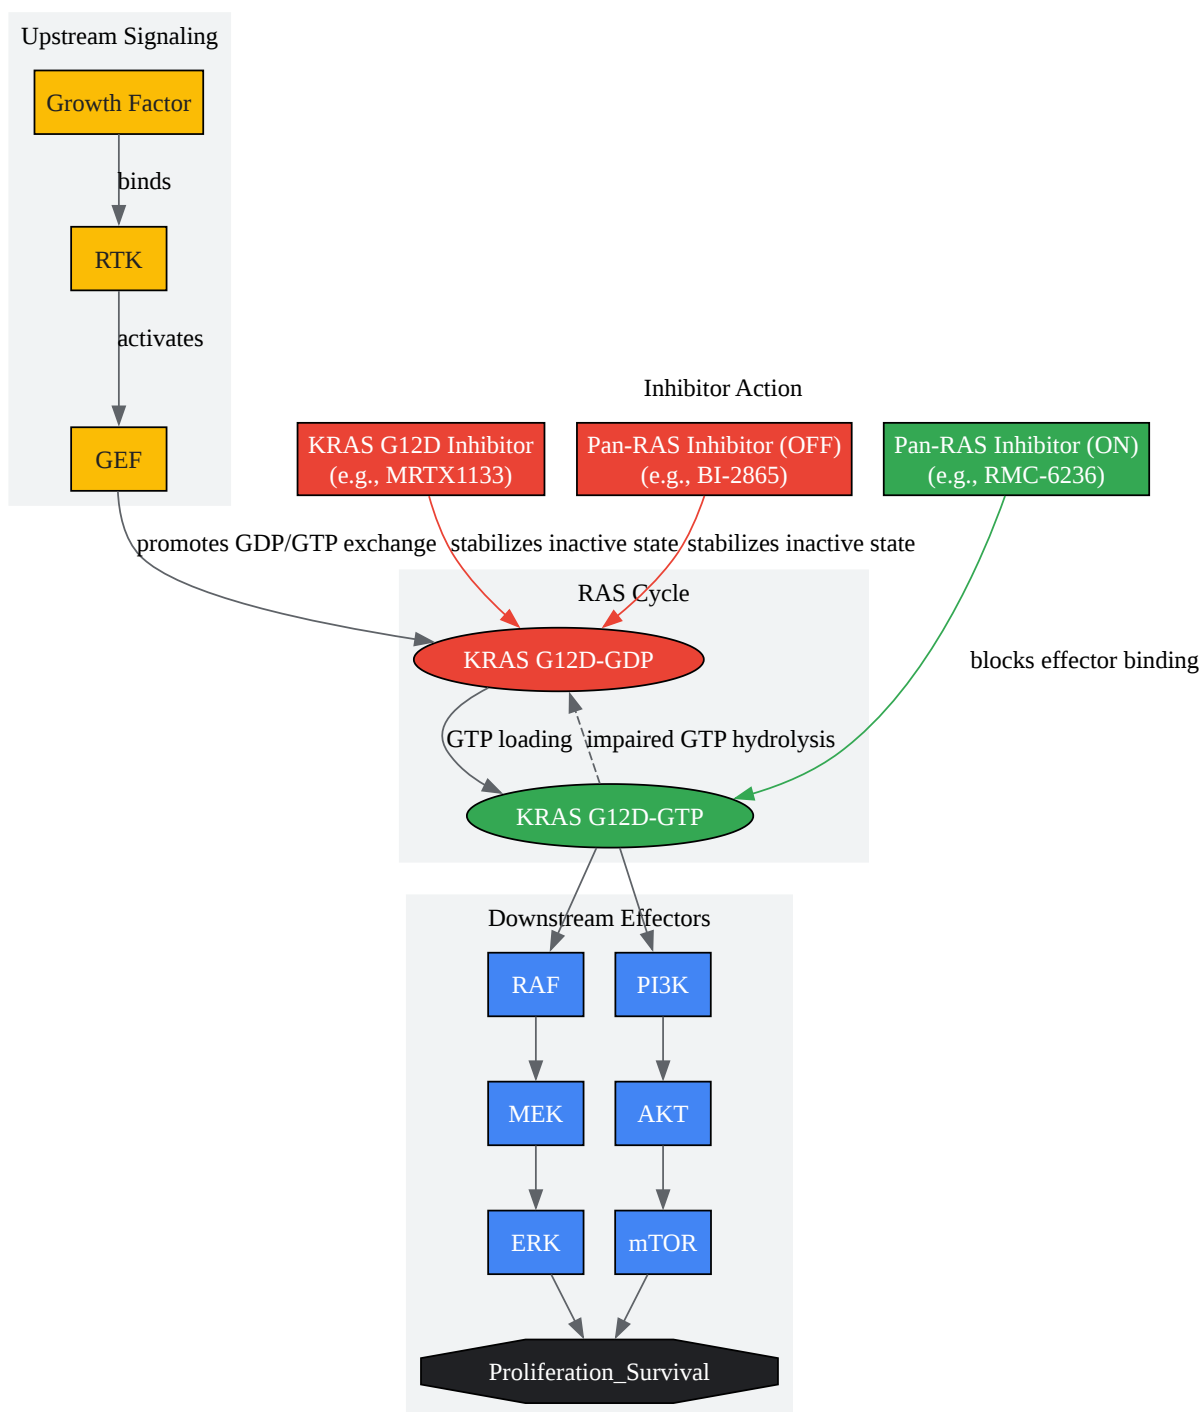 Upstream Signaling
Growth Factor
binds
RTK
activates
Inhibitor Action
GEF
KRAS G12D Inhibitor
(e.g., MRTX1133)
Pan-RAS Inhibitor (OFF)
(e.g., BI-2865)
Pan-RAS Inhibitor (ON)
(e.g., RMC-6236)
promotes GDP/GTP exchange
stabilizes inactive state
stabilizes inactive state
RAS Cycle
KRAS G12D-GDP
blocks effector binding
GTP loading
impaired GTP hydrolysis
KRAS G12D-GTP
Downstream Effectors
RAF
PI3K
MEK
AKT
ERK
mTOR
Proliferation_Survival